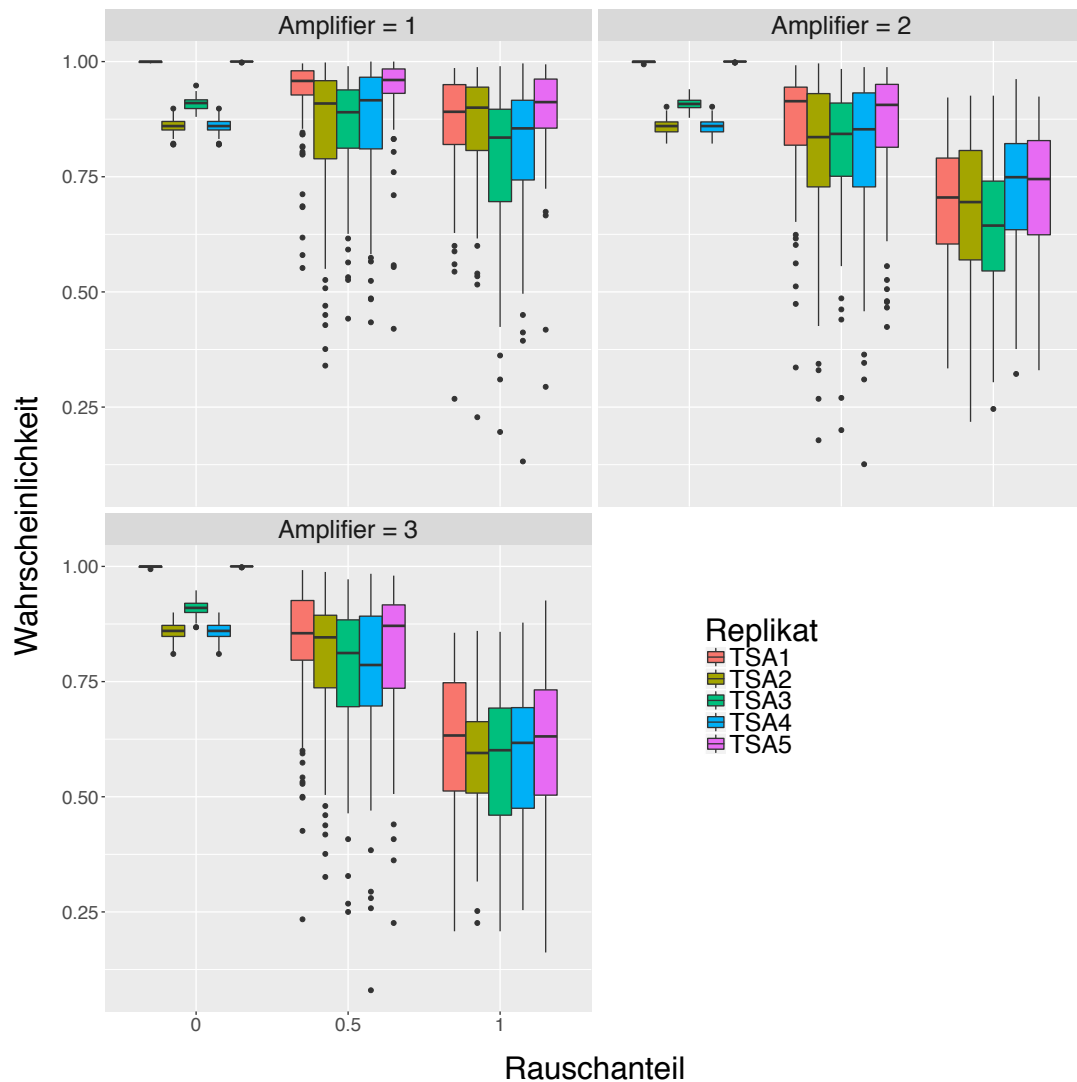 Amplifier = 1
Amplifier = 2
1.00
0.75
0.50
0.25
Amplifier = 3
1.00
0.75
0.50
0.25
0
0.5
1
Wahrscheinlichkeit
Rauschanteil
Replikat
TSA1
TSA2
TSA3
TSA4
TSA5